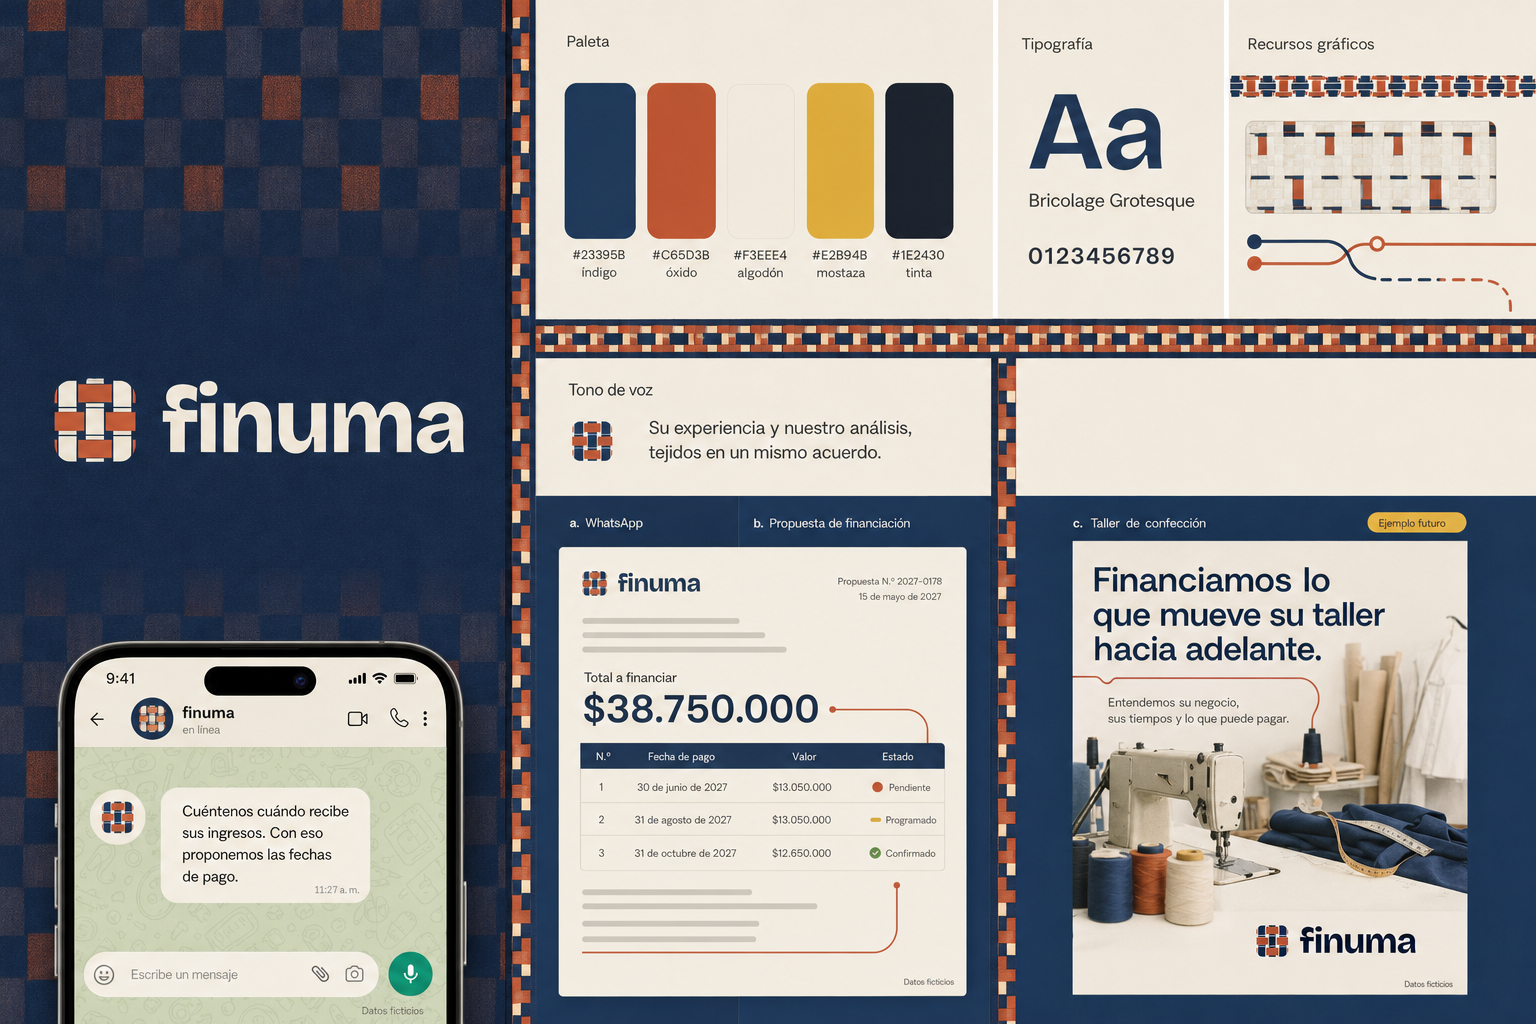 finuma
9:41
finuma
en línea
Cuéntenos cuándo recibe
sus ingresos. Con eso
proponemos las fechas
de pago.
11:27 a. m.
Escribe un mensaje
Datos ficticios
Paleta
#23395B
índigo
#C65D3B
óxido
#F3EEE4
algodón
#E2B94B
mostaza
#1E2430
tinta
Tipografía
Aa
Bricolage Grotesque
0123456789
Recursos gráficos
Tono de voz
Su experiencia y nuestro análisis,
tejidos en un mismo acuerdo.
a. WhatsApp
b. Propuesta de financiación
finuma
Propuesta N.º 2027-0178
15 de mayo de 2027
Total a financiar
$38.750.000
N.º Fecha de pago Valor Estado
1 30 de junio de 2027 $13.050.000 Pendiente
2 31 de agosto de 2027 $13.050.000 Programado
3 31 de octubre de 2027 $12.650.000 Confirmado
Datos ficticios
c. Taller de confección
Ejemplo futuro
Financiamos lo
que mueve su taller
hacia adelante.
Entendemos su negocio,
sus tiempos y lo que puede pagar.
finuma
Datos ficticios